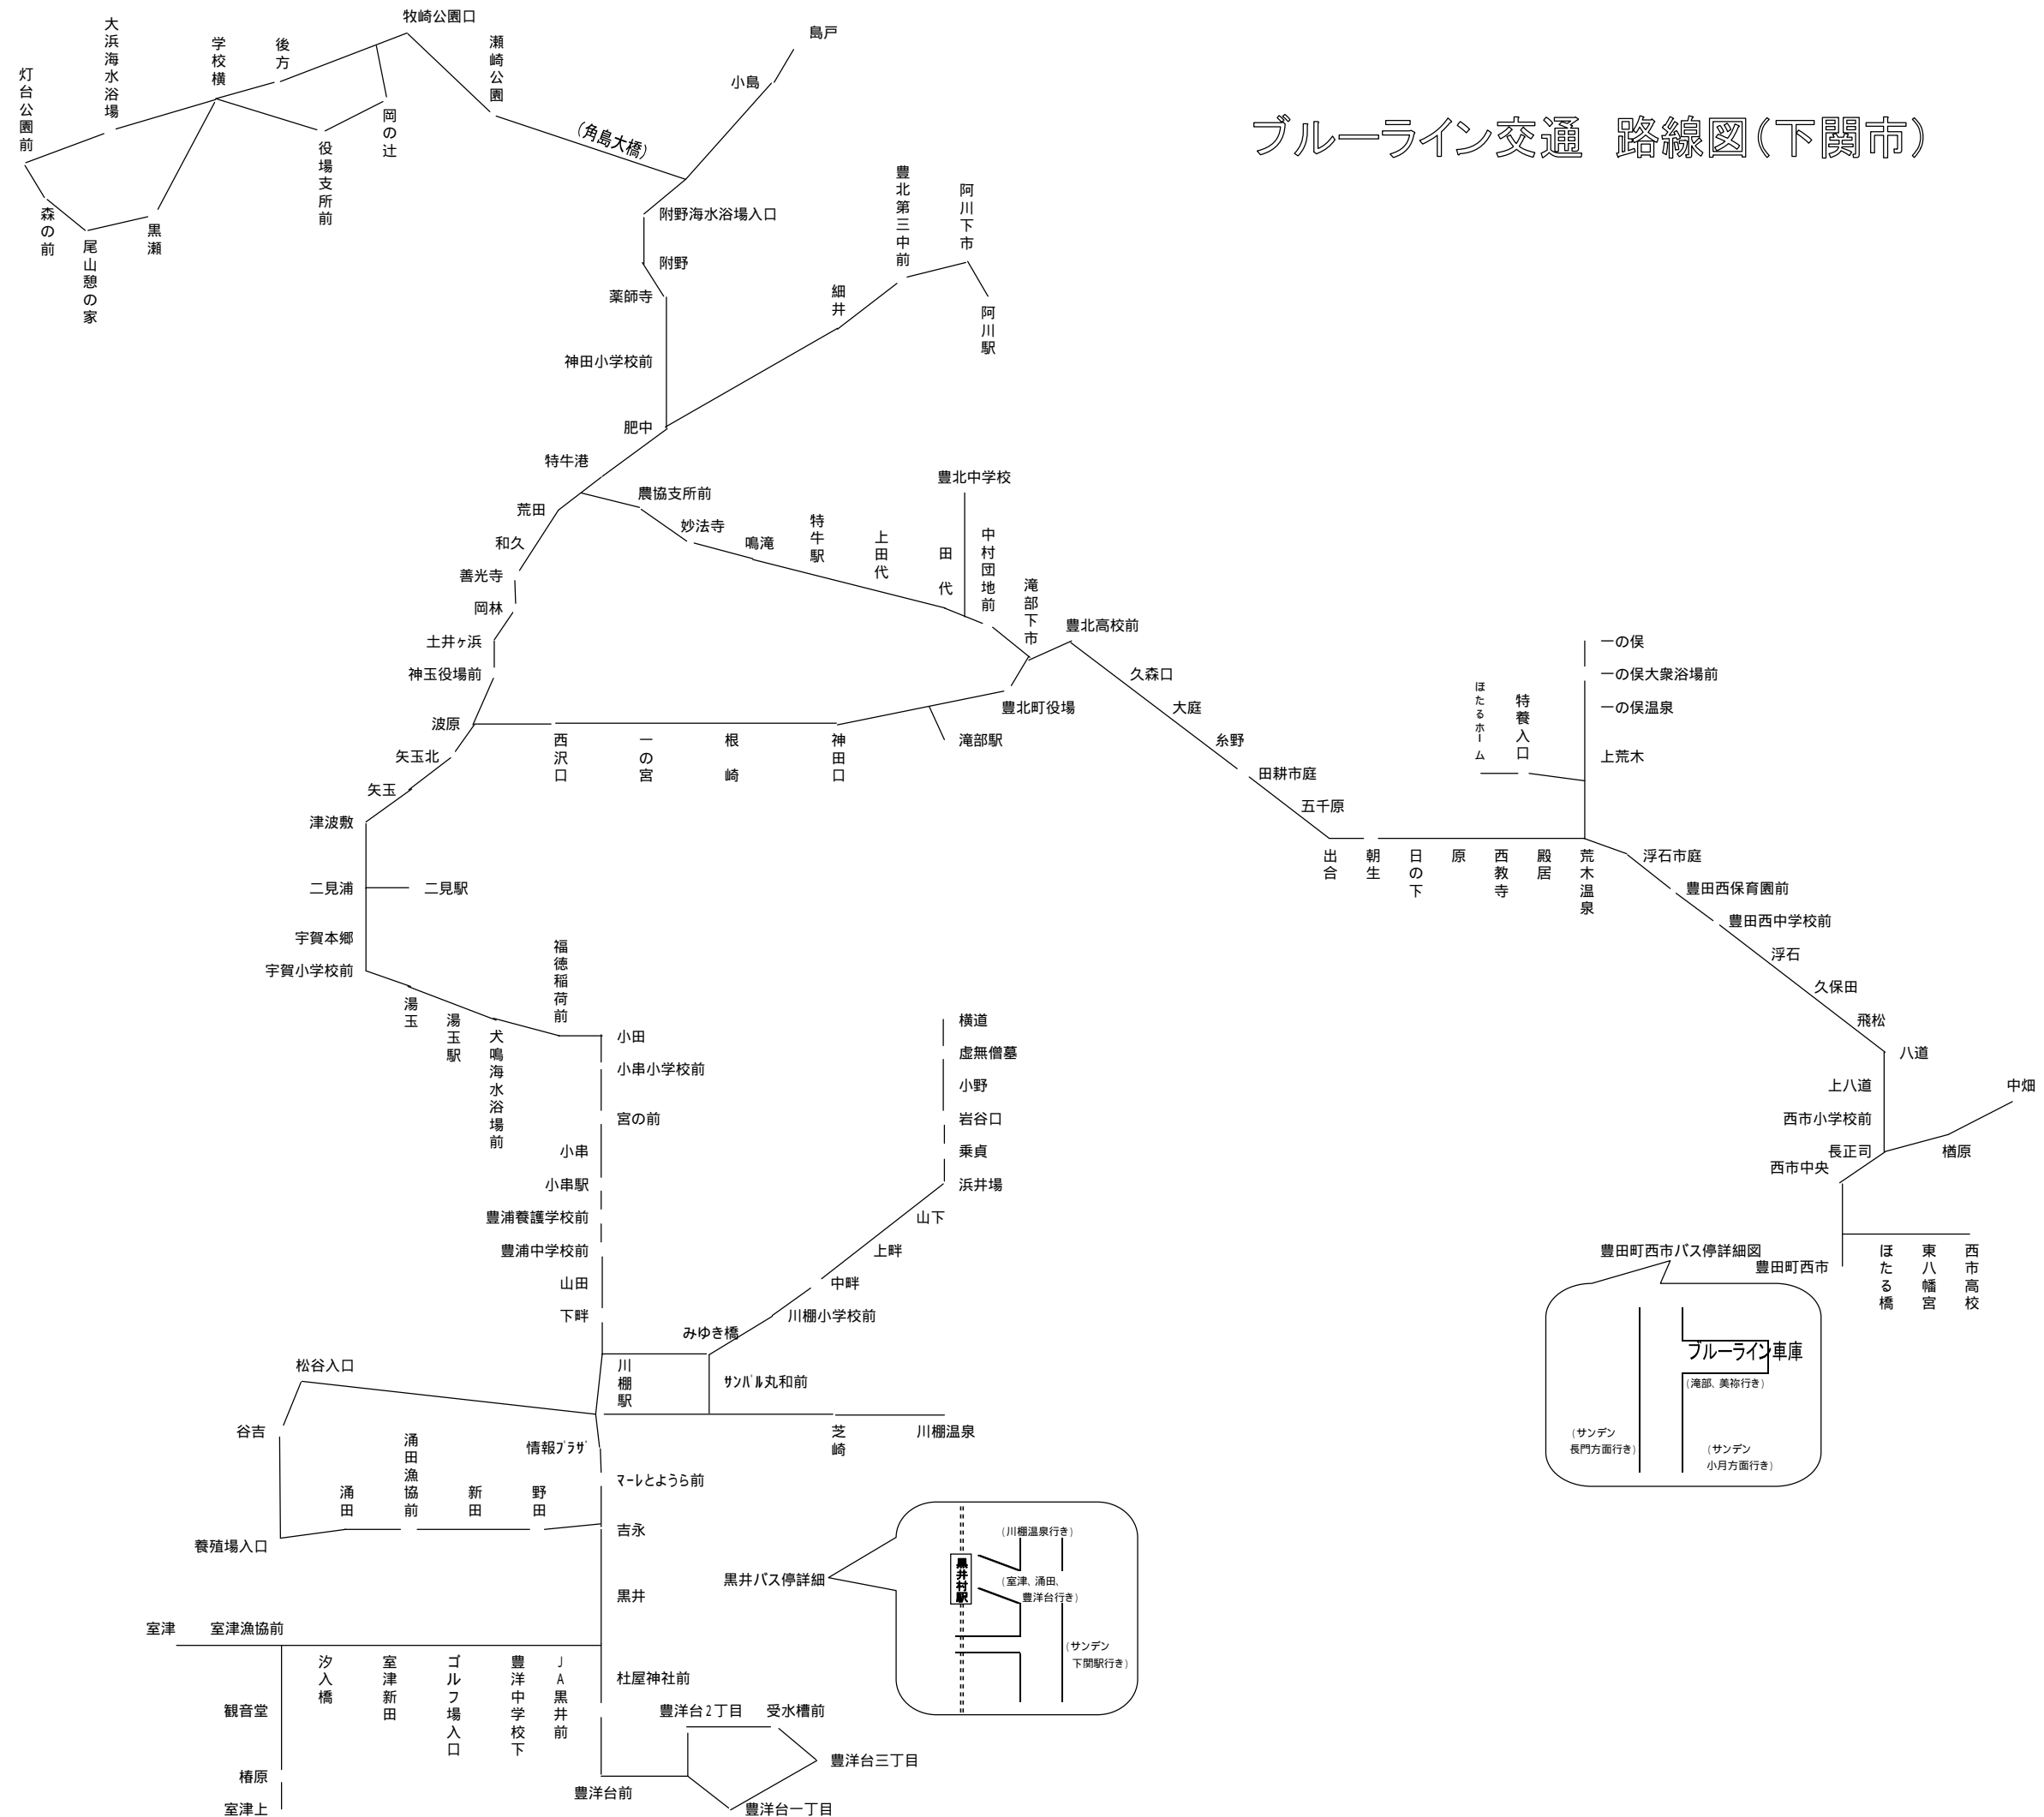 ブルーライン交通　路線図（下関市）
灯台公園前
大浜海水浴場
学校横
後方
牧崎公園口
瀬崎公園
岡の辻
役場支所前
黒瀬
尾山憩の家
森の前
(角島大橋)
島戸
小島
附野海水浴場入口
附野
薬師寺
神田小学校前
肥中
特牛港
細井
豊北第三中前
阿川下市
阿川駅
荒田
和久
善光寺
岡林
土井ヶ浜
神玉役場前
波原
矢玉北
矢玉
津波敷
二見浦
二見駅
宇賀本郷
宇賀小学校前
湯玉
湯玉駅
犬鳴海水浴場前
福徳稲荷前
農協支所前
妙法寺
鳴滝
特牛駅
上田代
田代
豊北中学校
中村団地前
滝部下市
豊北高校前
豊北町役場
滝部駅
西沢口
一の宮
根崎
神田口
久森口
大庭
糸野
田耕市庭
五千原
出合
朝生
日の下
原
西教寺
殿居
荒木温泉
ほたるホーム
特養入口
一の俣
一の俣大衆浴場前
一の俣温泉
上荒木
浮石市庭
豊田西保育園前
豊田西中学校前
浮石
久保田
飛松
八道
上八道
西市小学校前
長正司
西市中央
楢原
中畑
豊田町西市
ほたる橋
東八幡宮
西市高校
豊田町西市バス停詳細図
ブルーライン車庫
(滝部、美祢行き)
(サンデン
長門方面行き)
(サンデン
小月方面行き)
小田
小串小学校前
宮の前
小串
小串駅
豊浦養護学校前
豊浦中学校前
山田
下畔
川棚駅
横道
虚無僧墓
小野
岩谷口
乗貞
浜井場
山下
上畔
中畔
川棚小学校前
みゆき橋
ｻﾝﾊﾟﾙ丸和前
芝崎
川棚温泉
松谷入口
谷吉
養殖場入口
涌田
涌田漁協前
新田
野田
情報ﾌﾟﾗｻﾞ
ﾏｰﾚとようら前
吉永
黒井
室津
室津漁協前
汐入橋
室津新田
ゴルフ場入口
豊洋中学校下
ＪＡ黒井前
観音堂
椿原
室津上
杜屋神社前
豊洋台前
豊洋台２丁目
受水槽前
豊洋台三丁目
豊洋台一丁目
黒井バス停詳細
黒井村駅
(川棚温泉行き)
(室津、涌田、
豊洋台行き)
(サンデン
下関駅行き)